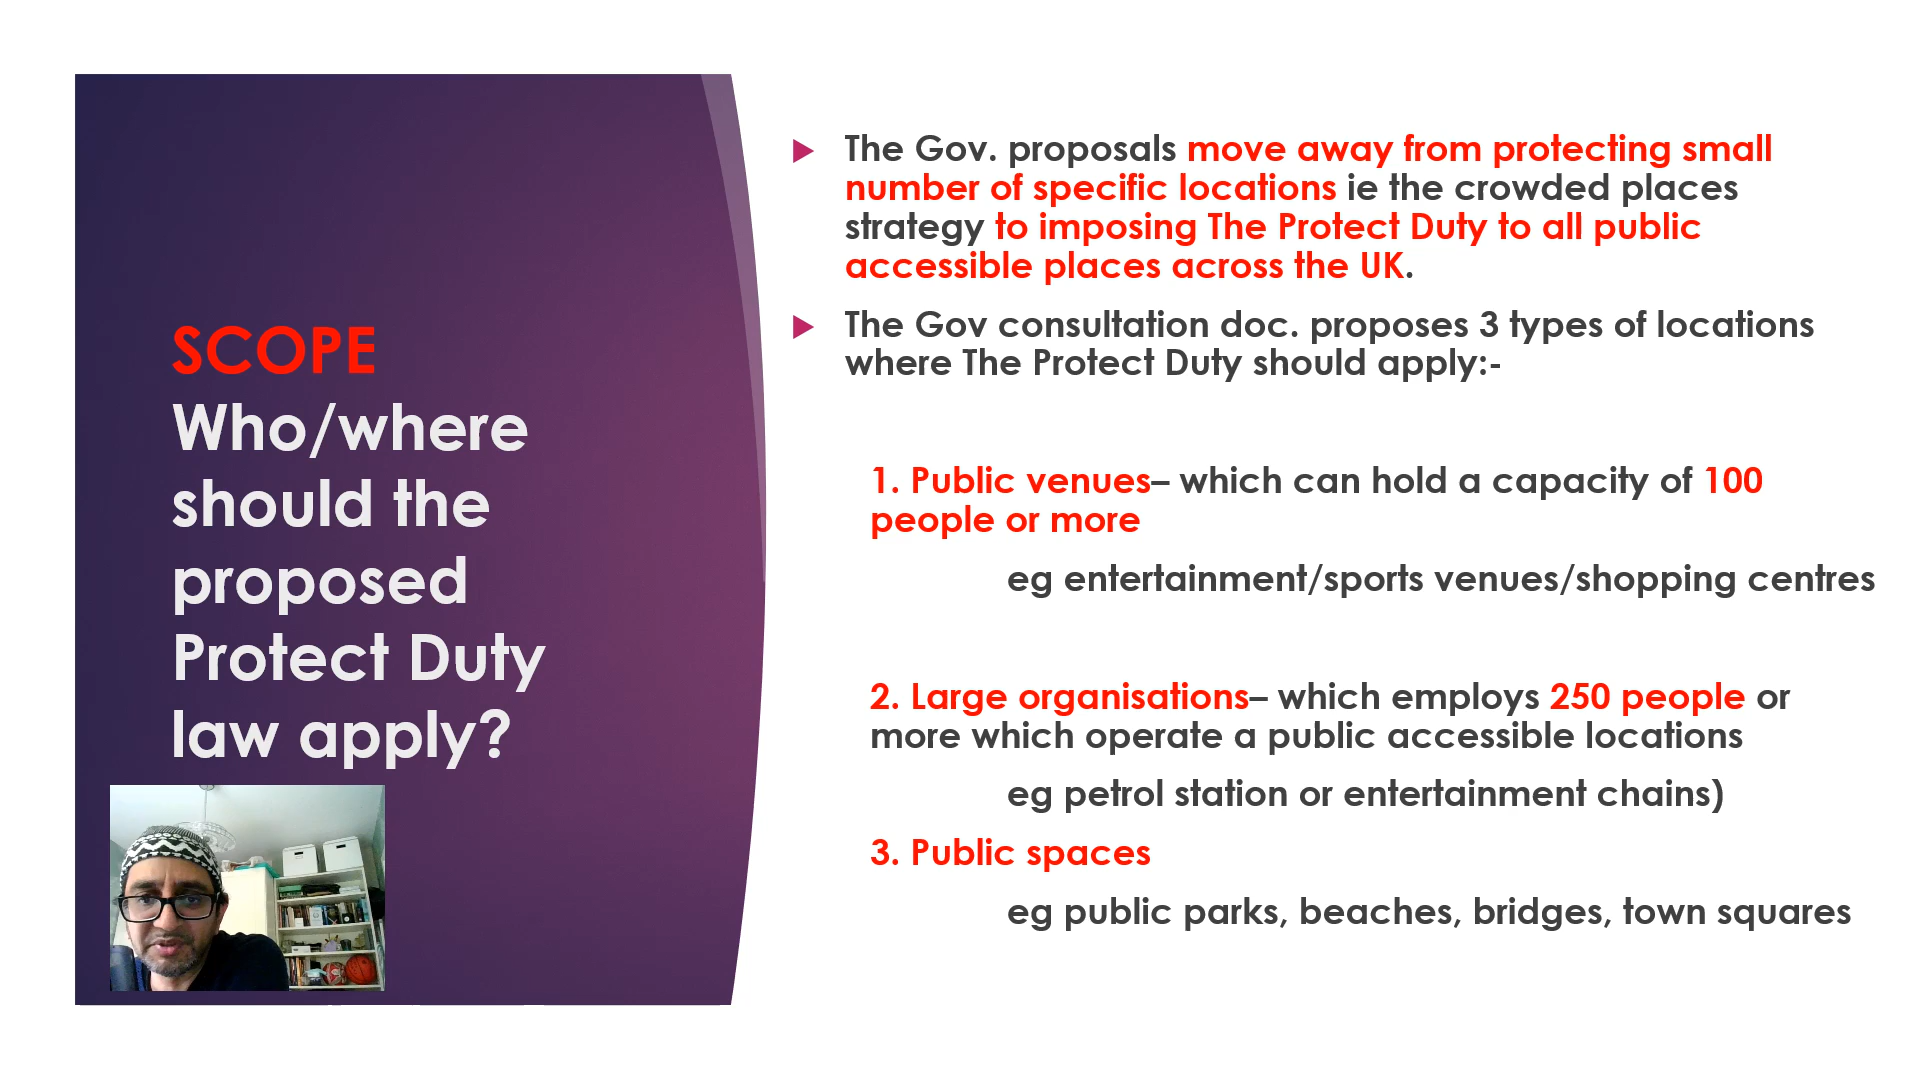 SCOPE
Who/where
should the
proposed
Protect Duty
law apply?
The Gov. proposals move away from protecting small
number of specific locations ie the crowded places
strategy to imposing The Protect Duty to all public
accessible places across the UK.
The Gov consultation doc. proposes 3 types of locations
where The Protect Duty should apply:-
1. Public venues– which can hold a capacity of 100
people or more
eg entertainment/sports venues/shopping centres
2. Large organisations– which employs 250 people or
more which operate a public accessible locations
eg petrol station or entertainment chains)
3. Public spaces
eg public parks, beaches, bridges, town squares